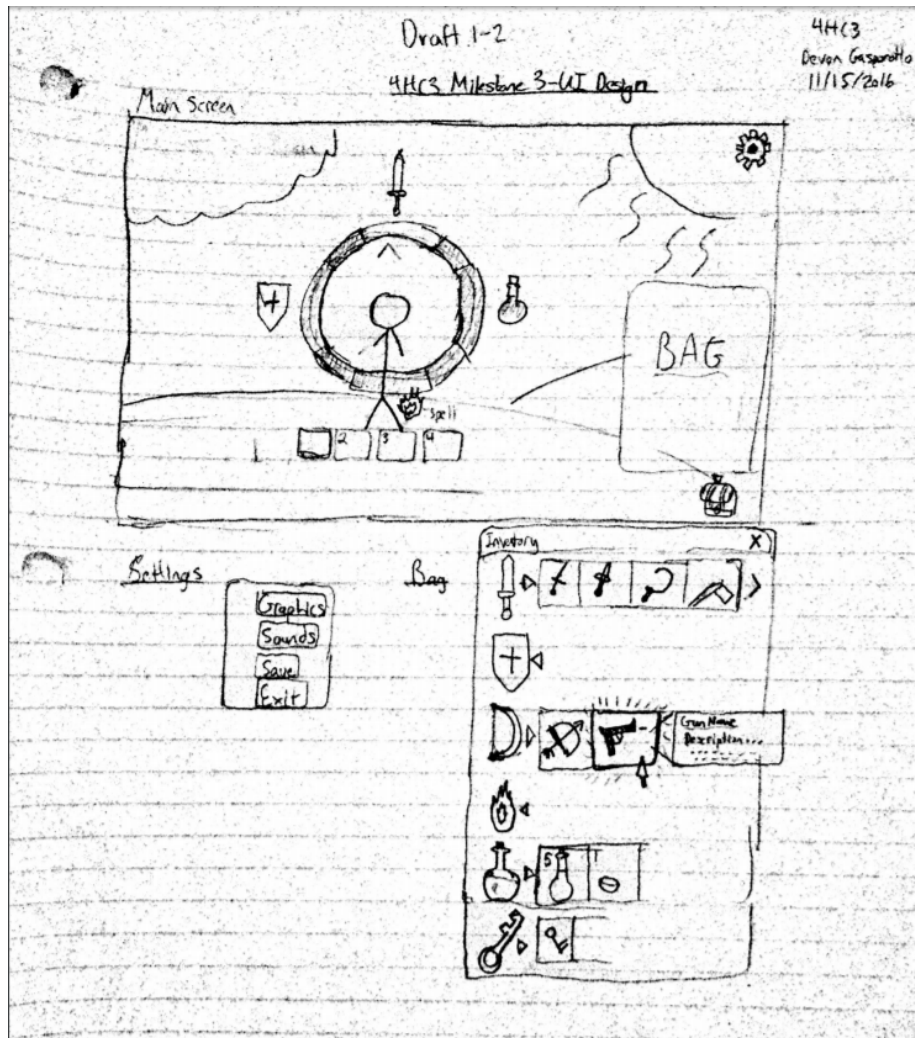 Draft 1-2
4HC3
Devon Gasparotto
11/15/2016
4HC3 Milestone 3-UI Design
Main Screen
BAG
spell
2 3 4
Settings
Graphics
Sounds
Save
Exit
Bag
Inventory X
Gun Name
Description...
5 1